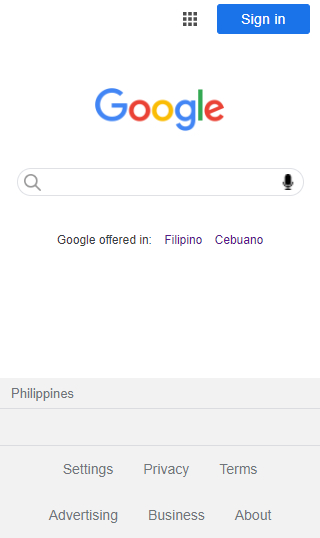 Sign in
Google
Google offered in: Filipino Cebuano
Philippines
Settings Privacy Terms
Advertising Business About